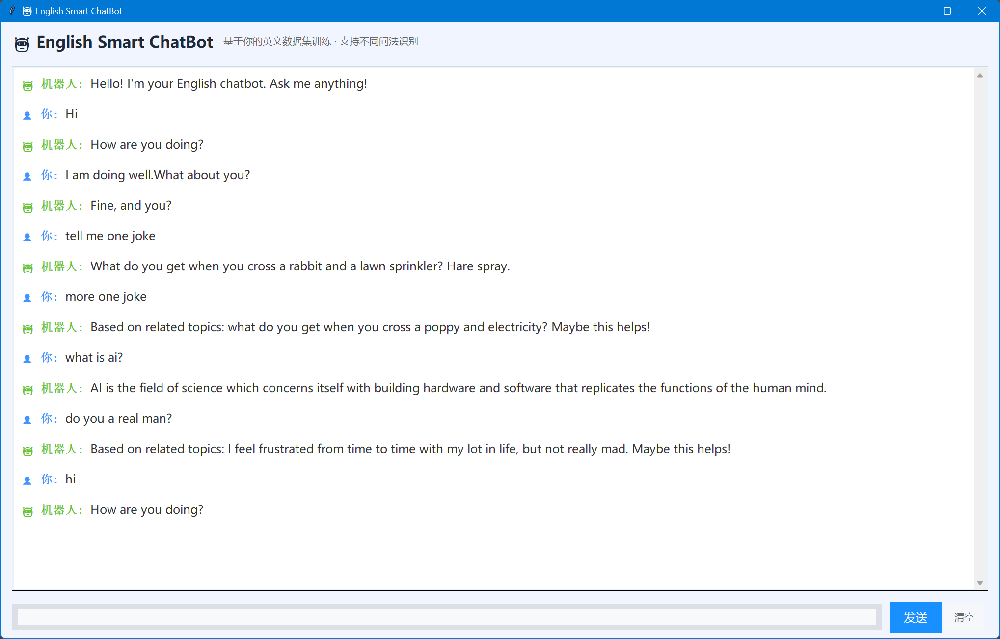 English Smart ChatBot
English Smart ChatBot 基于你的英文数据集训练 · 支持不同问法识别
机器人： Hello! I'm your English chatbot. Ask me anything!
你： Hi
机器人： How are you doing?
你： I am doing well.What about you?
机器人： Fine, and you?
你： tell me one joke
机器人： What do you get when you cross a rabbit and a lawn sprinkler? Hare spray.
你： more one joke
机器人： Based on related topics: what do you get when you cross a poppy and electricity? Maybe this helps!
你： what is ai?
机器人： AI is the field of science which concerns itself with building hardware and software that replicates the functions of the human mind.
你： do you a real man?
机器人： Based on related topics: I feel frustrated from time to time with my lot in life, but not really mad. Maybe this helps!
你： hi
机器人： How are you doing?
发送 清空